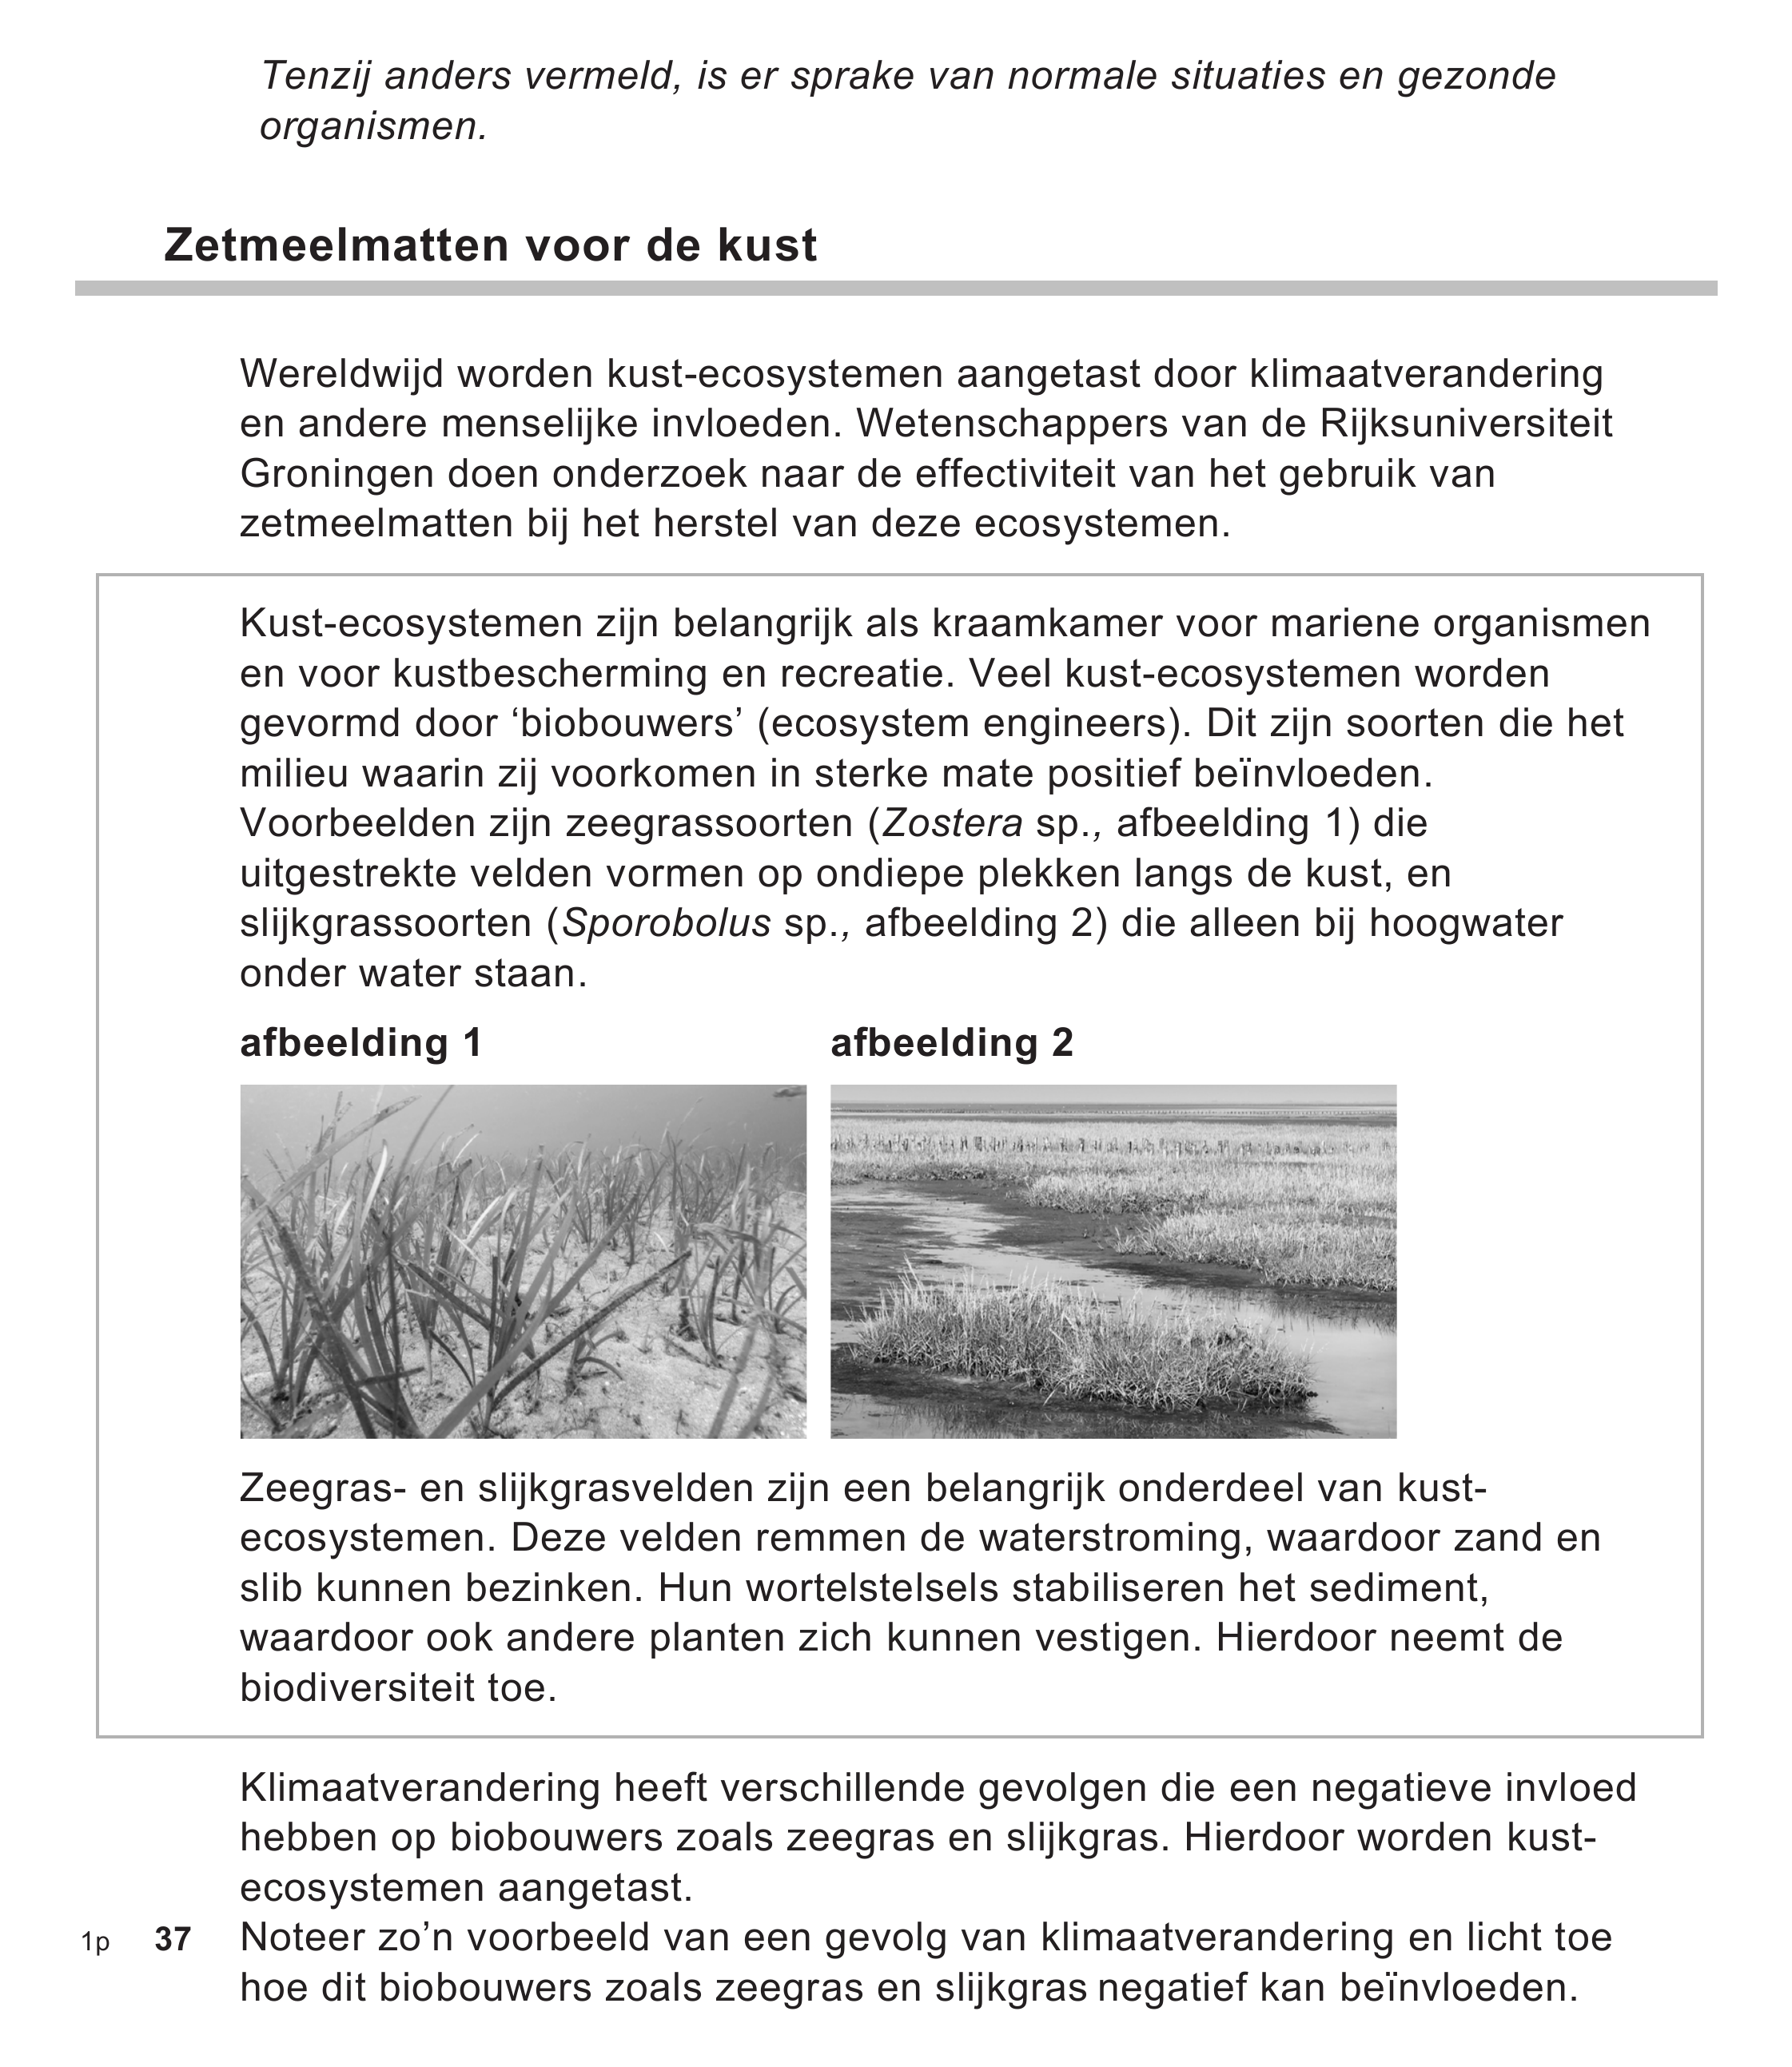 Tenzij anders vermeld, is er sprake van normale situaties en gezonde
organismen.
Zetmeelmatten voor de kust
Wereldwijd worden kust-ecosystemen aangetast door klimaatverandering
en andere menselijke invloeden. Wetenschappers van de Rijksuniversiteit
Groningen doen onderzoek naar de effectiviteit van het gebruik van
zetmeelmatten bij het herstel van deze ecosystemen.
Kust-ecosystemen zijn belangrijk als kraamkamer voor mariene organismen
en voor kustbescherming en recreatie. Veel kust-ecosystemen worden
gevormd door ‘biobouwers’ (ecosystem engineers). Dit zijn soorten die het
milieu waarin zij voorkomen in sterke mate positief beïnvloeden.
Voorbeelden zijn zeegrassoorten (Zostera sp., afbeelding 1) die
uitgestrekte velden vormen op ondiepe plekken langs de kust, en
slijkgrassoorten (Sporobolus sp., afbeelding 2) die alleen bij hoogwater
onder water staan.
afbeelding 1 afbeelding 2
Zeegras- en slijkgrasvelden zijn een belangrijk onderdeel van kust-
ecosystemen. Deze velden remmen de waterstroming, waardoor zand en
slib kunnen bezinken. Hun wortelstelsels stabiliseren het sediment,
waardoor ook andere planten zich kunnen vestigen. Hierdoor neemt de
biodiversiteit toe.
Klimaatverandering heeft verschillende gevolgen die een negatieve invloed
hebben op biobouwers zoals zeegras en slijkgras. Hierdoor worden kust-
ecosystemen aangetast.
1p 37 Noteer zo’n voorbeeld van een gevolg van klimaatverandering en licht toe
hoe dit biobouwers zoals zeegras en slijkgras negatief kan beïnvloeden.